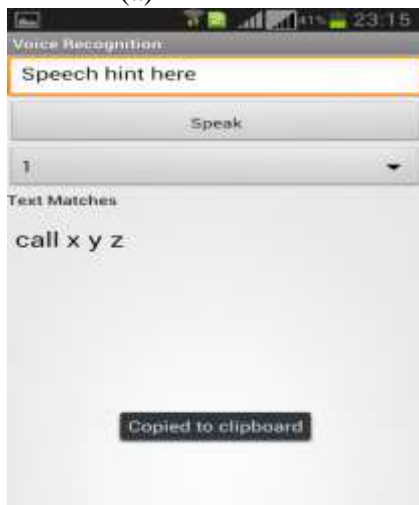 41% 23:15
Voice Recognition
Speech hint here
Speak
1
Text Matches
call x y z
Copied to clipboard